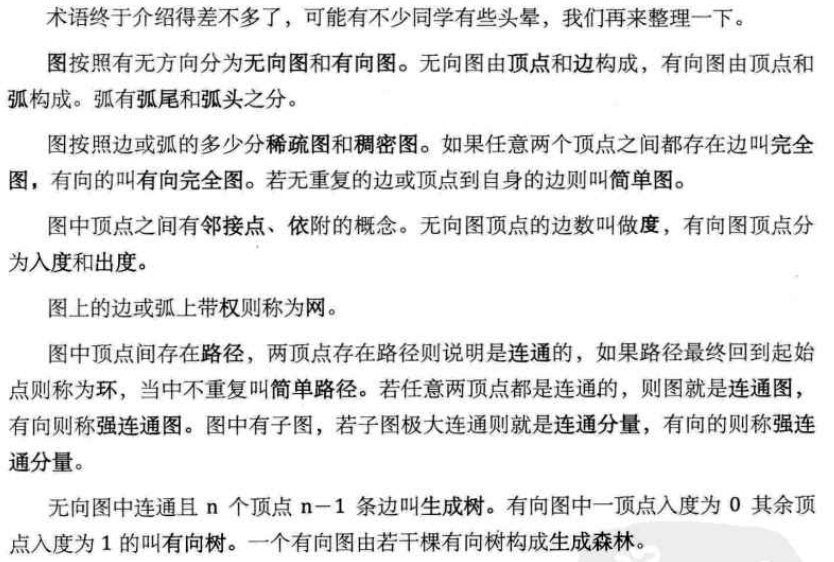 术语终于介绍得差不多了，可能有不少同学有些头晕，我们再来整理一下。
图按照有无方向分为无向图和有向图。无向图由顶点和边构成，有向图由顶点和
弧构成。弧有弧尾和弧头之分。
图按照边或弧的多少分稀疏图和稠密图。如果任意两个顶点之间都存在边叫完全
图，有向的叫有向完全图。若无重复的边或顶点到自身的边则叫简单图。
图中顶点之间有邻接点、依附的概念。无向图顶点的边数叫做度，有向图顶点分
为入度和出度。
图上的边或弧上带权则称为网。
图中顶点间存在路径，两顶点存在路径则说明是连通的，如果路径最终回到起始
点则称为环，当中不重复叫简单路径。若任意两顶点都是连通的，则图就是连通图，
有向则称强连通图。图中有子图，若子图极大连通则就是连通分量，有向的则称强连
通分量。
无向图中连通且 n 个顶点 n－1 条边叫生成树。有向图中一顶点入度为 0 其余顶
点入度为 1 的叫有向树。一个有向图由若干棵有向树构成生成森林。